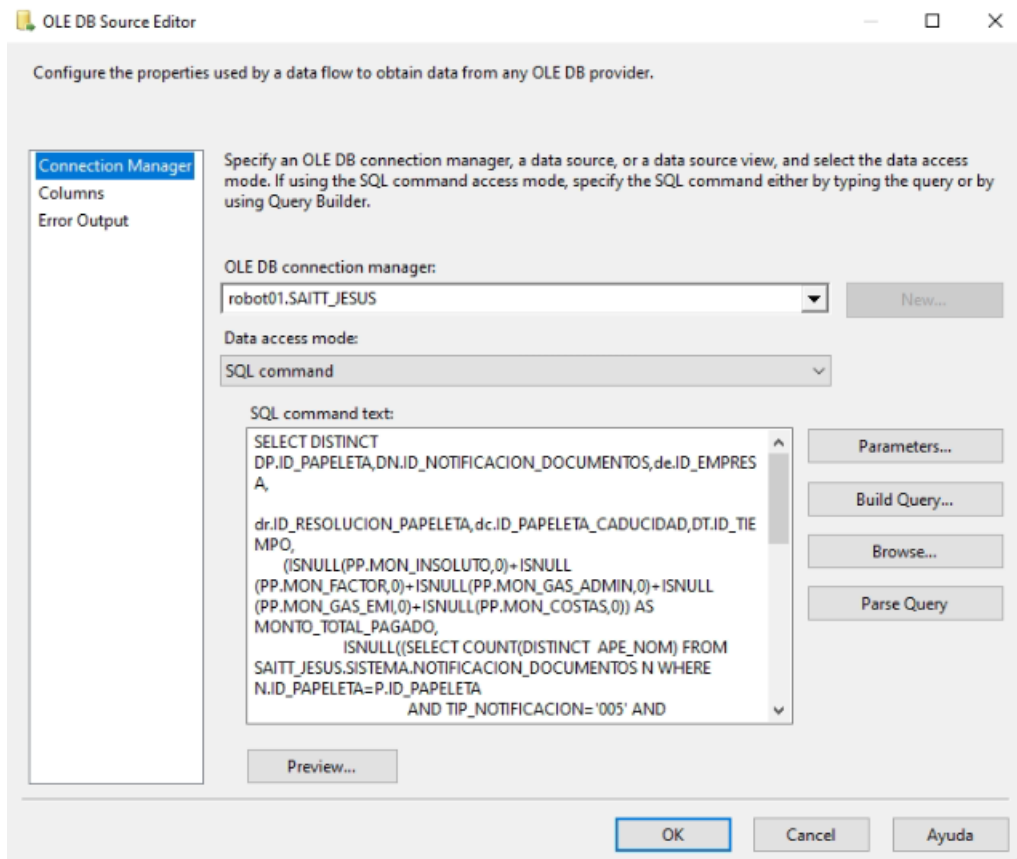 OLE DB Source Editor
Configure the properties used by a data flow to obtain data from any OLE DB provider.
Connection Manager
Columns
Error Output
Specify an OLE DB connection manager, a data source, or a data source view, and select the data access
mode. If using the SQL command access mode, specify the SQL command either by typing the query or by
using Query Builder.
OLE DB connection manager:
robot01.SAITT_JESUS
New...
Data access mode:
SQL command
SQL command text:
SELECT DISTINCT
DP.ID_PAPELETA,DN.ID_NOTIFICACION_DOCUMENTOS,de.ID_EMPRES
A,
dr.ID_RESOLUCION_PAPELETA,dc.ID_PAPELETA_CADUCIDAD,DT.ID_TIE
MPO,
(ISNULL(PP.MON_INSOLUTO,0)+ISNULL
(PP.MON_FACTOR,0)+ISNULL(PP.MON_GAS_ADMIN,0)+ISNULL
(PP.MON_GAS_EMI,0)+ISNULL(PP.MON_COSTAS,0)) AS
MONTO_TOTAL_PAGADO,
ISNULL((SELECT COUNT(DISTINCT APE_NOM) FROM
SAITT_JESUS.SISTEMA.NOTIFICACION_DOCUMENTOS N WHERE
N.ID_PAPELETA=P.ID_PAPELETA
AND TIP_NOTIFICACION='005' AND
Parameters...
Build Query...
Browse...
Parse Query
Preview...
OK
Cancel
Ayuda